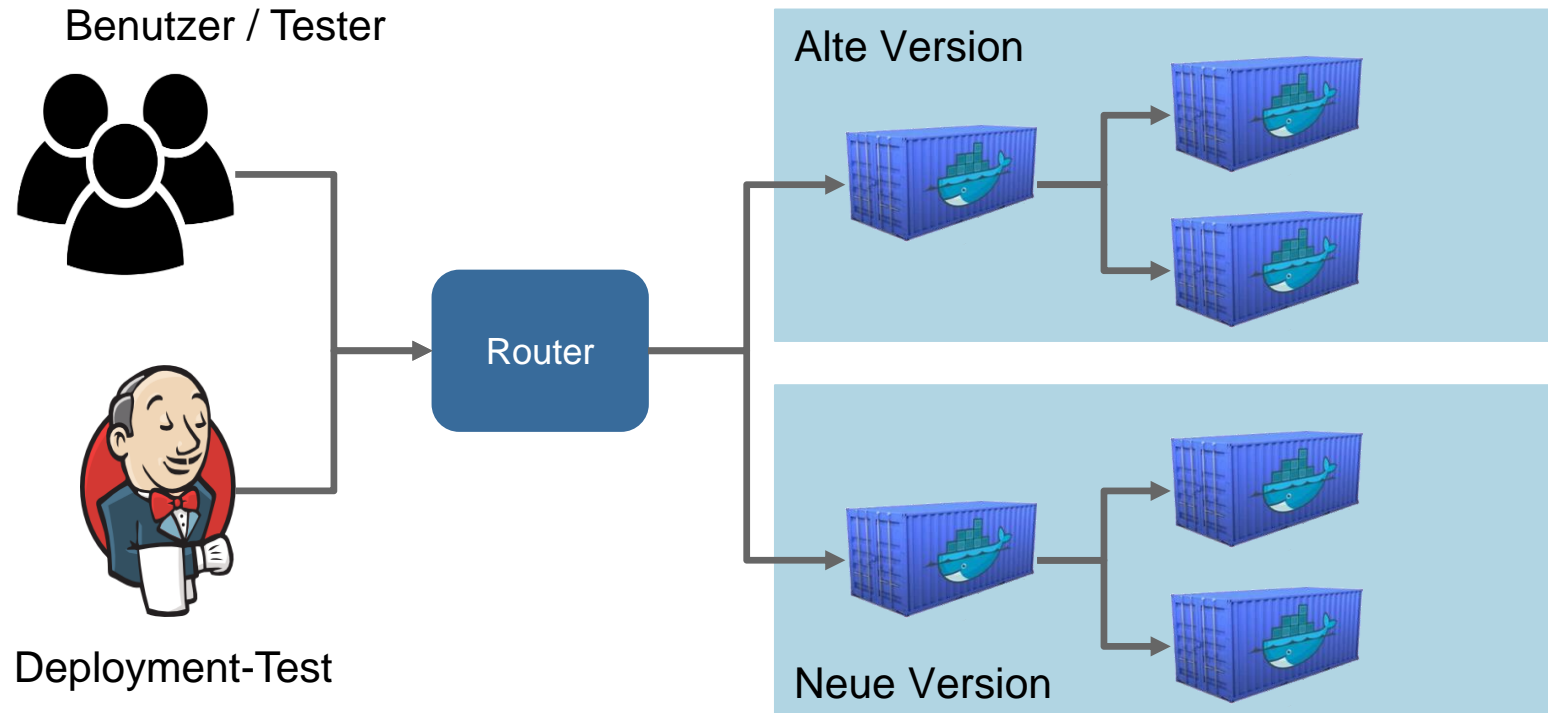 Benutzer / Tester
Alte Version
Router
Deployment-Test
Neue Version